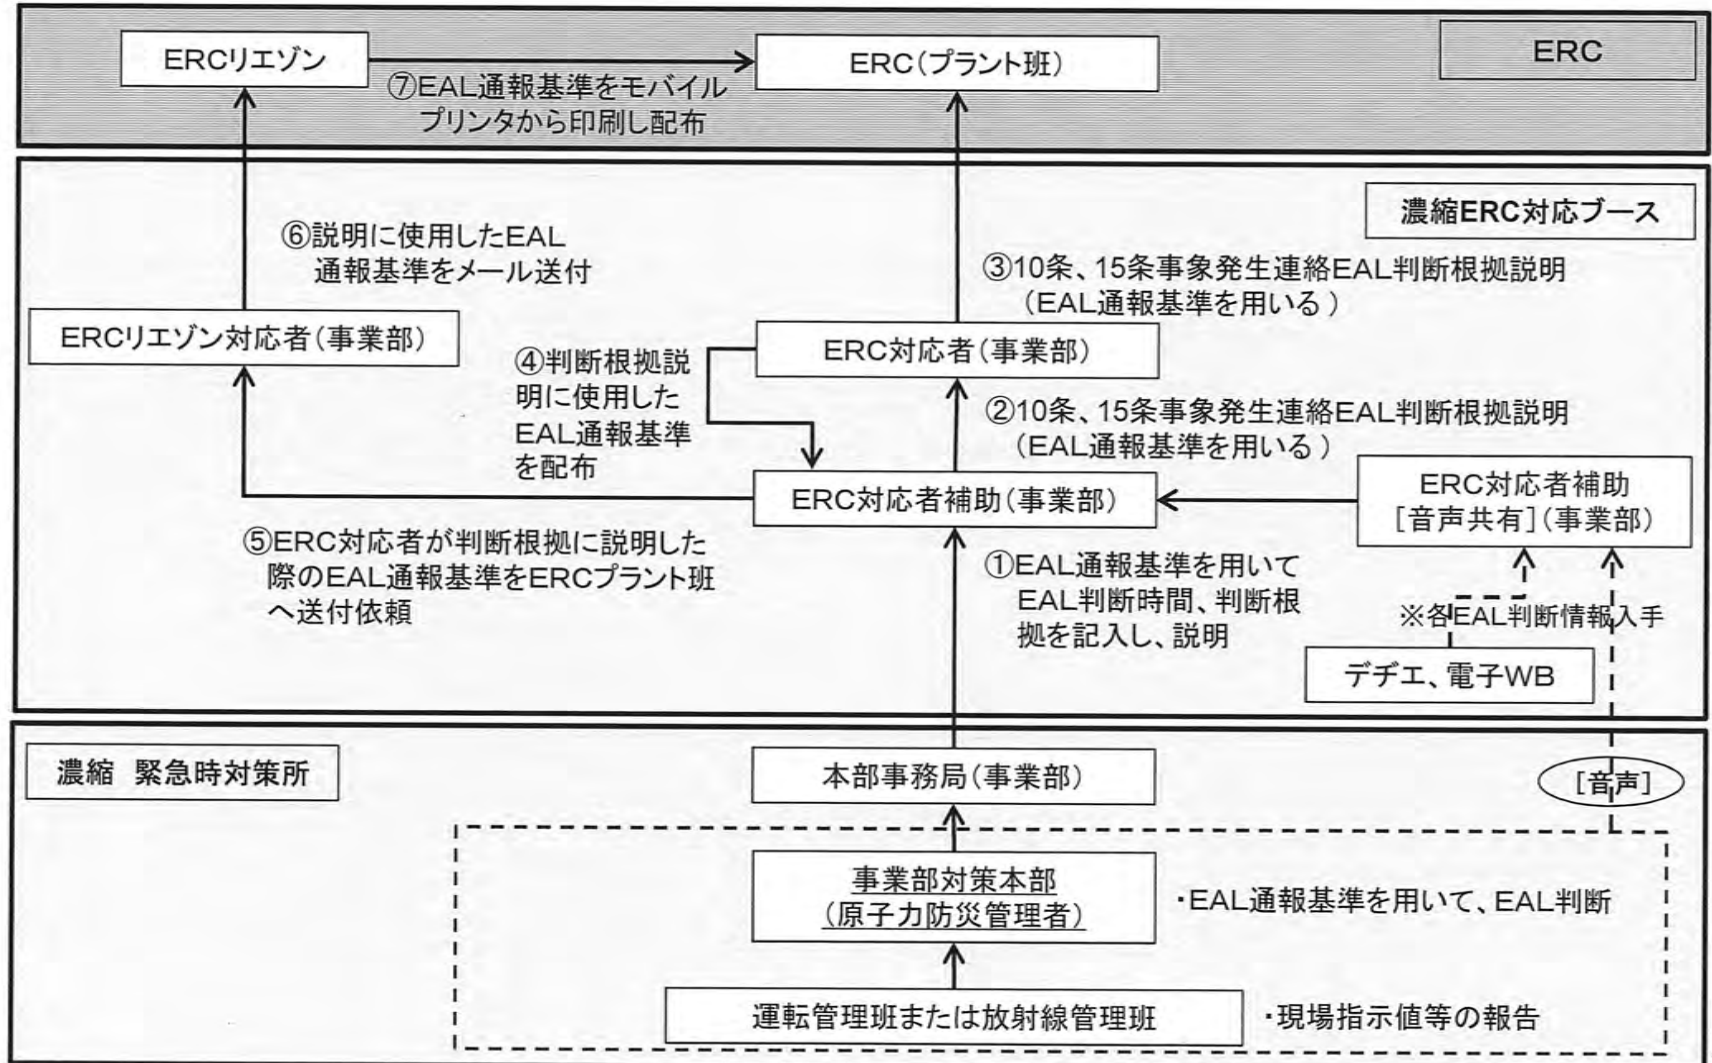 ERCリエゾン
ERC(プラント班)
ERC
⑦EAL通報基準をモバイル
プリンタから印刷し配布
濃縮ERC対応ブース
⑥説明に使用したEAL
通報基準をメール送付
③10条、15条事象発生連絡EAL判断根拠説明
(EAL通報基準を用いる)
ERCリエゾン対応者(事業部)
ERC対応者(事業部)
④判断根拠説
明に使用した
EAL通報基準
を配布
②10条、15条事象発生連絡EAL判断根拠説明
(EAL通報基準を用いる)
ERC対応者補助(事業部)
ERC対応者補助
[音声共有](事業部)
⑤ERC対応者が判断根拠に説明した
際のEAL通報基準をERCプラント班
へ送付依頼
①EAL通報基準を用いて
EAL判断時間、判断根
拠を記入し、説明
※各EAL判断情報入手
デヂエ、電子WB
濃縮 緊急時対策所
本部事務局(事業部)
[音声]
事業部対策本部
(原子力防災管理者)
・EAL通報基準を用いて、EAL判断
運転管理班または放射線管理班
・現場指示値等の報告